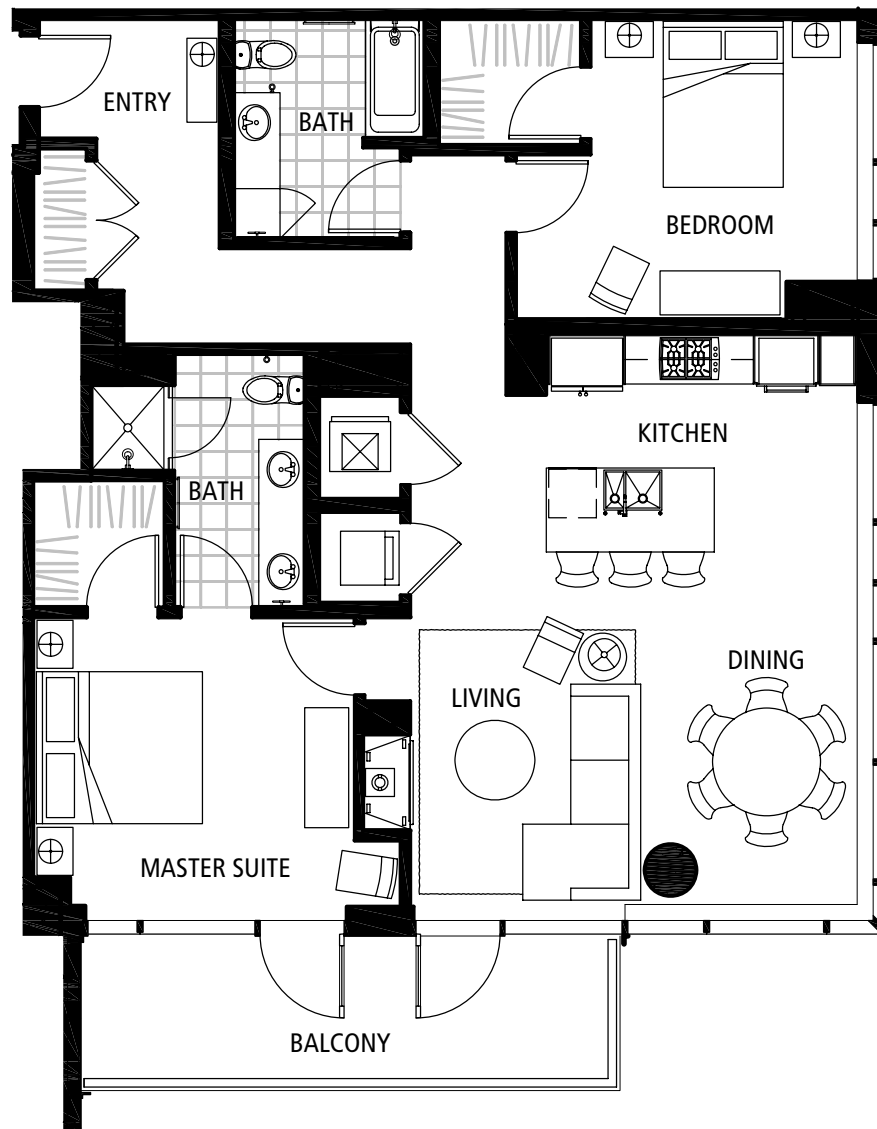 ENTRY
BATH
BEDROOM
KITCHEN
BATH
DINING
LIVING
MASTER SUITE
BALCONY